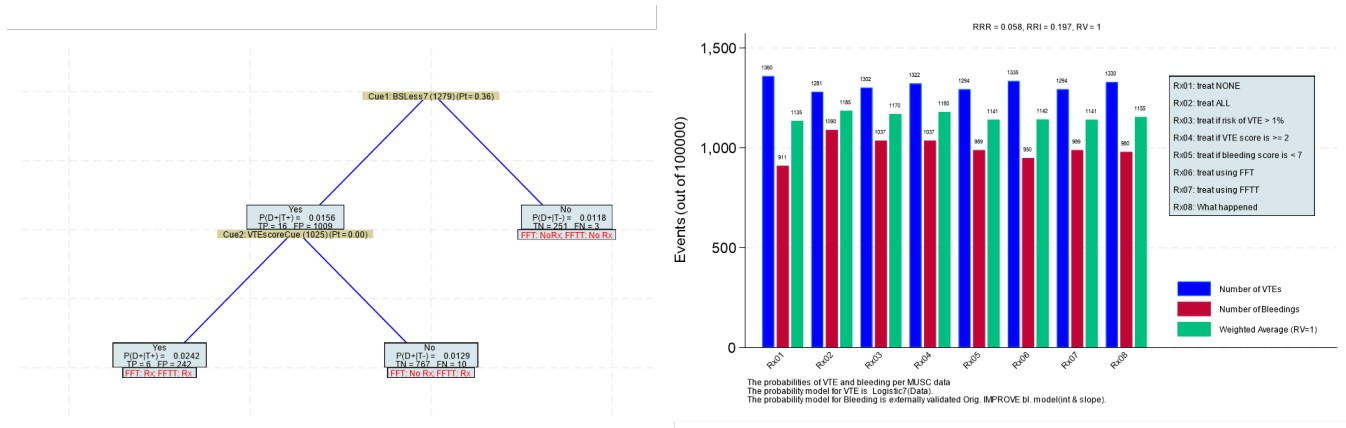 Cue1: BSLess7 (1279) (Pt = 0.36)
Yes
P(D+|T+) = 0.0156
TP = 16 FP = 1009
Cue2: VTEscoreCue (1025) (Pt = 0.00)
No
P(D+|T-) = 0.0118
TN = 251 FN = 3
FFT: NoRx; FFTT: No Rx
Yes
P(D+|T+) = 0.0242
TP = 6 FP = 242
FFT: Rx; FFTT: Rx
No
P(D+|T-) = 0.0129
TN = 767 FN = 10
FFT: No Rx; FFTT: No Rx
RRR = 0.058, RRI = 0.197, RV = 1
Events (out of 100000)
1,500
1,000
500
0
1360 911 1135
1281 1090 1185
1302 1037 1170
1322 1037 1180
1294 989 1141
1335 950 1142
1294 989 1141
1330 980 1155
Rx01 Rx02 Rx03 Rx04 Rx05 Rx06 Rx07 Rx08
Rx01: treat NONE
Rx02: treat ALL
Rx03: treat if risk of VTE > 1%
Rx04: treat if VTE score is >= 2
Rx05: treat if bleeding score is < 7
Rx06: treat using FFT
Rx07: treat using FFTT
Rx08: What happened
Number of VTEs
Number of Bleedings
Weighted Average (RV=1)
The probabilities of VTE and bleeding per MUSC data
The probability model for VTE is Logistic7(Data).
The probability model for Bleeding is externally validated Orig. IMPROVE bl. model(int & slope).